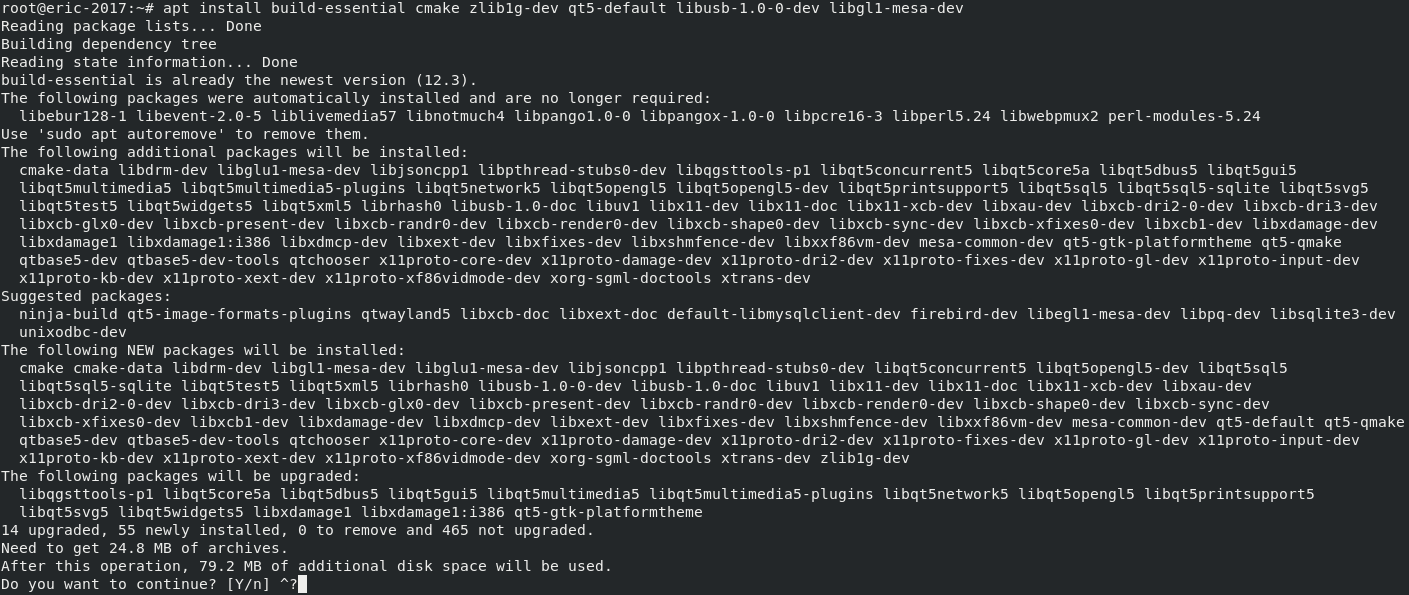 root@eric-2017:~# apt install build-essential cmake zlib1g-dev qt5-default libusb-1.0-0-dev libgl1-mesa-dev
Reading package lists... Done
Building dependency tree
Reading state information... Done
build-essential is already the newest version (12.3).
The following packages were automatically installed and are no longer required:
  libebur128-1 libevent-2.0-5 liblivemedia57 libnotmuch4 libpango1.0-0 libpangox-1.0-0 libpcre16-3 libperl5.24 libwebpmux2 perl-modules-5.24
Use 'sudo apt autoremove' to remove them.
The following additional packages will be installed:
  cmake-data libdrm-dev libglu1-mesa-dev libjsoncpp1 libpthread-stubs0-dev libqgsttools-p1 libqt5concurrent5 libqt5core5a libqt5dbus5 libqt5gui5
  libqt5multimedia5 libqt5multimedia5-plugins libqt5network5 libqt5opengl5 libqt5opengl5-dev libqt5printsupport5 libqt5sql5 libqt5sql5-sqlite libqt5svg5
  libqt5test5 libqt5widgets5 libqt5xml5 librhash0 libusb-1.0-doc libuv1 libx11-dev libx11-doc libx11-xcb-dev libxau-dev libxcb-dri2-0-dev libxcb-dri3-dev
  libxcb-glx0-dev libxcb-present-dev libxcb-randr0-dev libxcb-render0-dev libxcb-shape0-dev libxcb-sync-dev libxcb-xfixes0-dev libxcb1-dev libxdamage-dev
  libxdamage1 libxdamage1:i386 libxdmcp-dev libxext-dev libxfixes-dev libxshmfence-dev libxxf86vm-dev mesa-common-dev qt5-gtk-platformtheme qt5-qmake
  qtbase5-dev qtbase5-dev-tools qtchooser x11proto-core-dev x11proto-damage-dev x11proto-dri2-dev x11proto-fixes-dev x11proto-gl-dev x11proto-input-dev
  x11proto-kb-dev x11proto-xext-dev x11proto-xf86vidmode-dev xorg-sgml-doctools xtrans-dev
Suggested packages:
  ninja-build qt5-image-formats-plugins qtwayland5 libxcb-doc libxext-doc default-libmysqlclient-dev firebird-dev libegl1-mesa-dev libpq-dev libsqlite3-dev
  unixodbc-dev
The following NEW packages will be installed:
  cmake cmake-data libdrm-dev libgl1-mesa-dev libglu1-mesa-dev libjsoncpp1 libpthread-stubs0-dev libqt5concurrent5 libqt5opengl5-dev libqt5sql5
  libqt5sql5-sqlite libqt5test5 libqt5xml5 librhash0 libusb-1.0-0-dev libusb-1.0-doc libuv1 libx11-dev libx11-doc libx11-xcb-dev libxau-dev
  libxcb-dri2-0-dev libxcb-dri3-dev libxcb-glx0-dev libxcb-present-dev libxcb-randr0-dev libxcb-render0-dev libxcb-shape0-dev libxcb-sync-dev
  libxcb-xfixes0-dev libxcb1-dev libxdamage-dev libxdmcp-dev libxext-dev libxfixes-dev libxshmfence-dev libxxf86vm-dev mesa-common-dev qt5-default qt5-qmake
  qtbase5-dev qtbase5-dev-tools qtchooser x11proto-core-dev x11proto-damage-dev x11proto-dri2-dev x11proto-fixes-dev x11proto-gl-dev x11proto-input-dev
  x11proto-kb-dev x11proto-xext-dev x11proto-xf86vidmode-dev xorg-sgml-doctools xtrans-dev zlib1g-dev
The following packages will be upgraded:
  libqgsttools-p1 libqt5core5a libqt5dbus5 libqt5gui5 libqt5multimedia5 libqt5multimedia5-plugins libqt5network5 libqt5opengl5 libqt5printsupport5
  libqt5svg5 libqt5widgets5 libxdamage1 libxdamage1:i386 qt5-gtk-platformtheme
14 upgraded, 55 newly installed, 0 to remove and 465 not upgraded.
Need to get 24.8 MB of archives.
After this operation, 79.2 MB of additional disk space will be used.
Do you want to continue? [Y/n] ^?